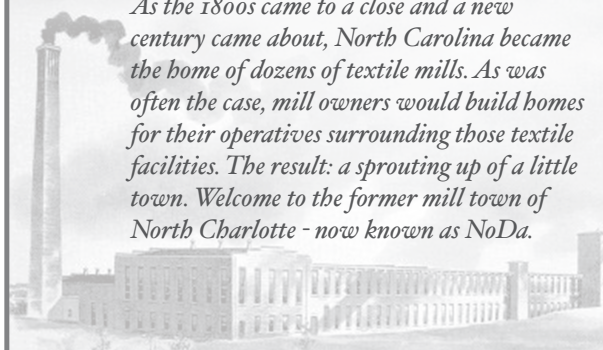 As the 1800s came to a close and a new
century came about, North Carolina became
the home of dozens of textile mills. As was
often the case, mill owners would build homes
for their operatives surrounding those textile
facilities. The result: a sprouting up of a little
town. Welcome to the former mill town of
North Charlotte - now known as NoDa.